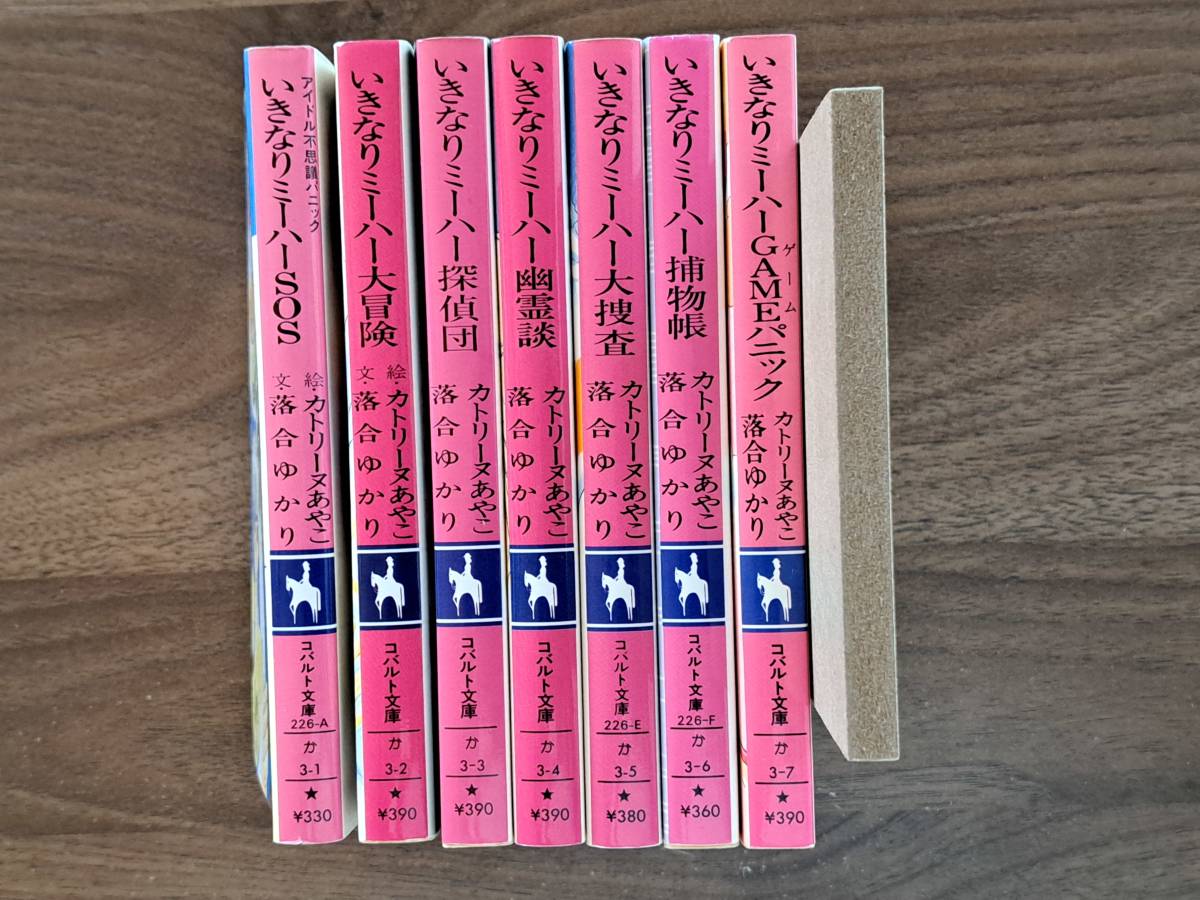 アイドル不思議パニック
いきなりミーハーSOS
絵・カトリーヌあやこ
文・落合ゆかり
コバルト文庫
226-A
か
3-1
★
¥330
いきなりミーハー大冒険
絵・カトリーヌあやこ
文・落合ゆかり
コバルト文庫
か
3-2
★
¥390
いきなりミーハー探偵団
カトリーヌあやこ
落合ゆかり
コバルト文庫
か
3-3
★
¥390
いきなりミーハー幽霊談
カトリーヌあやこ
落合ゆかり
コバルト文庫
か
3-4
★
¥390
いきなりミーハー大捜査
カトリーヌあやこ
落合ゆかり
コバルト文庫
226-E
か
3-5
★
¥380
いきなりミーハー捕物帳
カトリーヌあやこ
落合ゆかり
コバルト文庫
226-F
か
3-6
★
¥360
いきなりミーハーGAMEパニック
ゲーム
カトリーヌあやこ
落合ゆかり
コバルト文庫
か
3-7
★
¥390